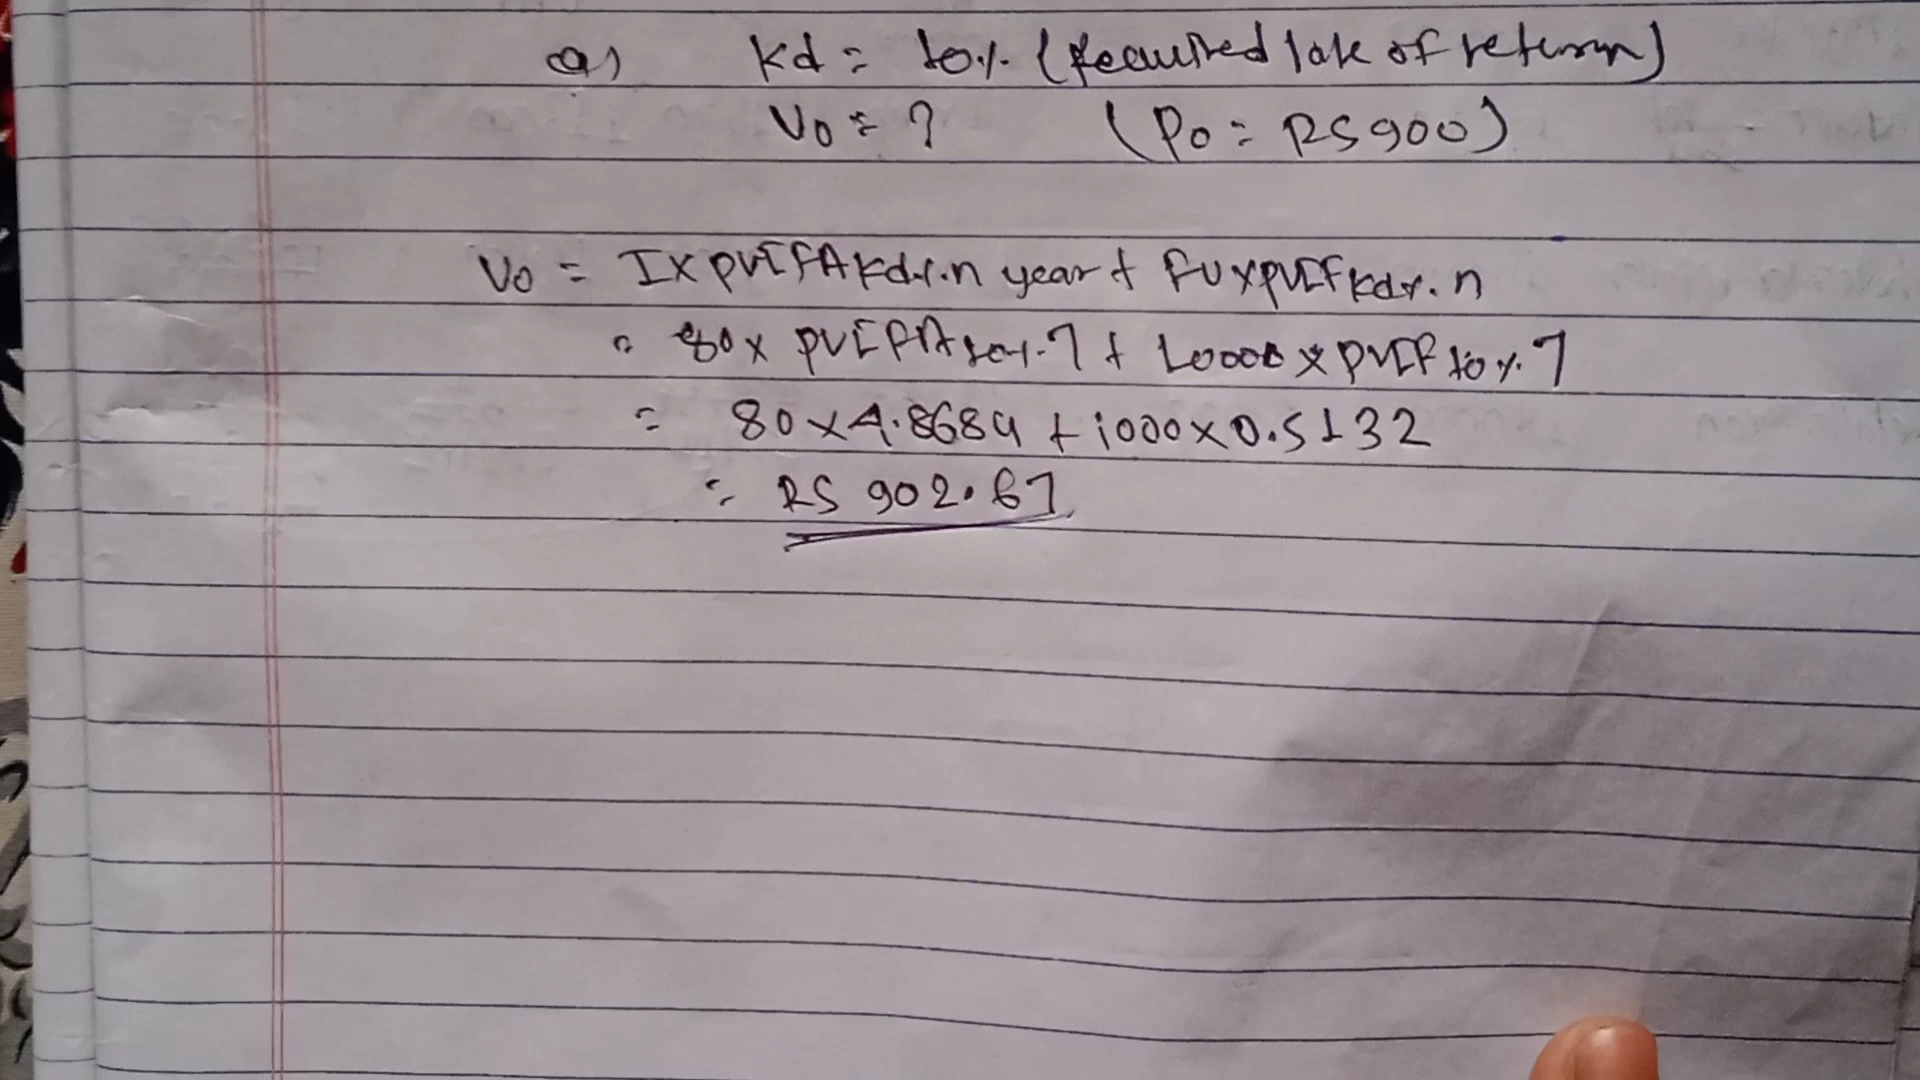 a) Kd = 10% (Required rate of return)
V0 = ? (P0 = RS 900)
V0 = I x PVIFA Kd%.n year + FV x PVIF Kd%.n
= 80 x PVIFA 10%.7 + 1000 x PVIF 10%.7
= 80 x 4.8684 + 1000 x 0.5132
= RS 902.67